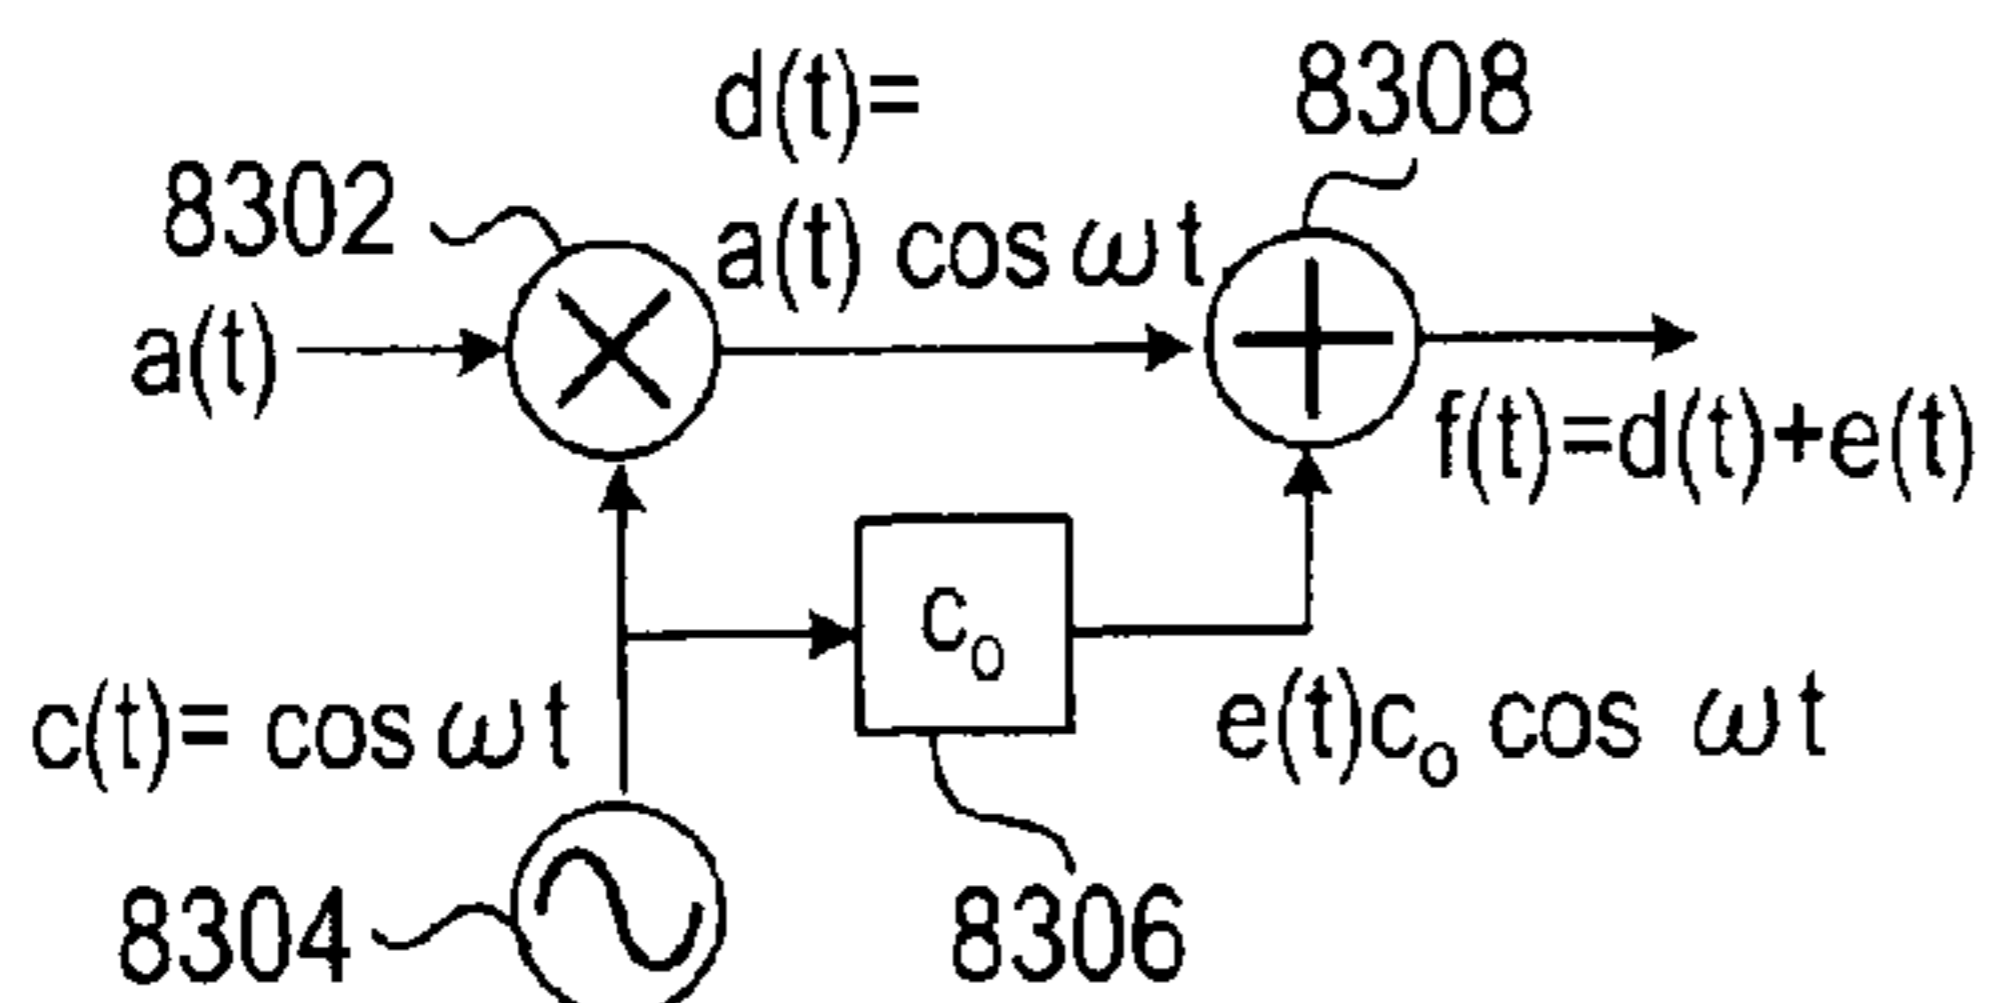 d(t)=
8308
8302
a(t) cos ω t
a(t)
f(t)=d(t)+e(t)
c₀
c(t)= cos ω t
e(t)c₀ cos ω t
8304
8306